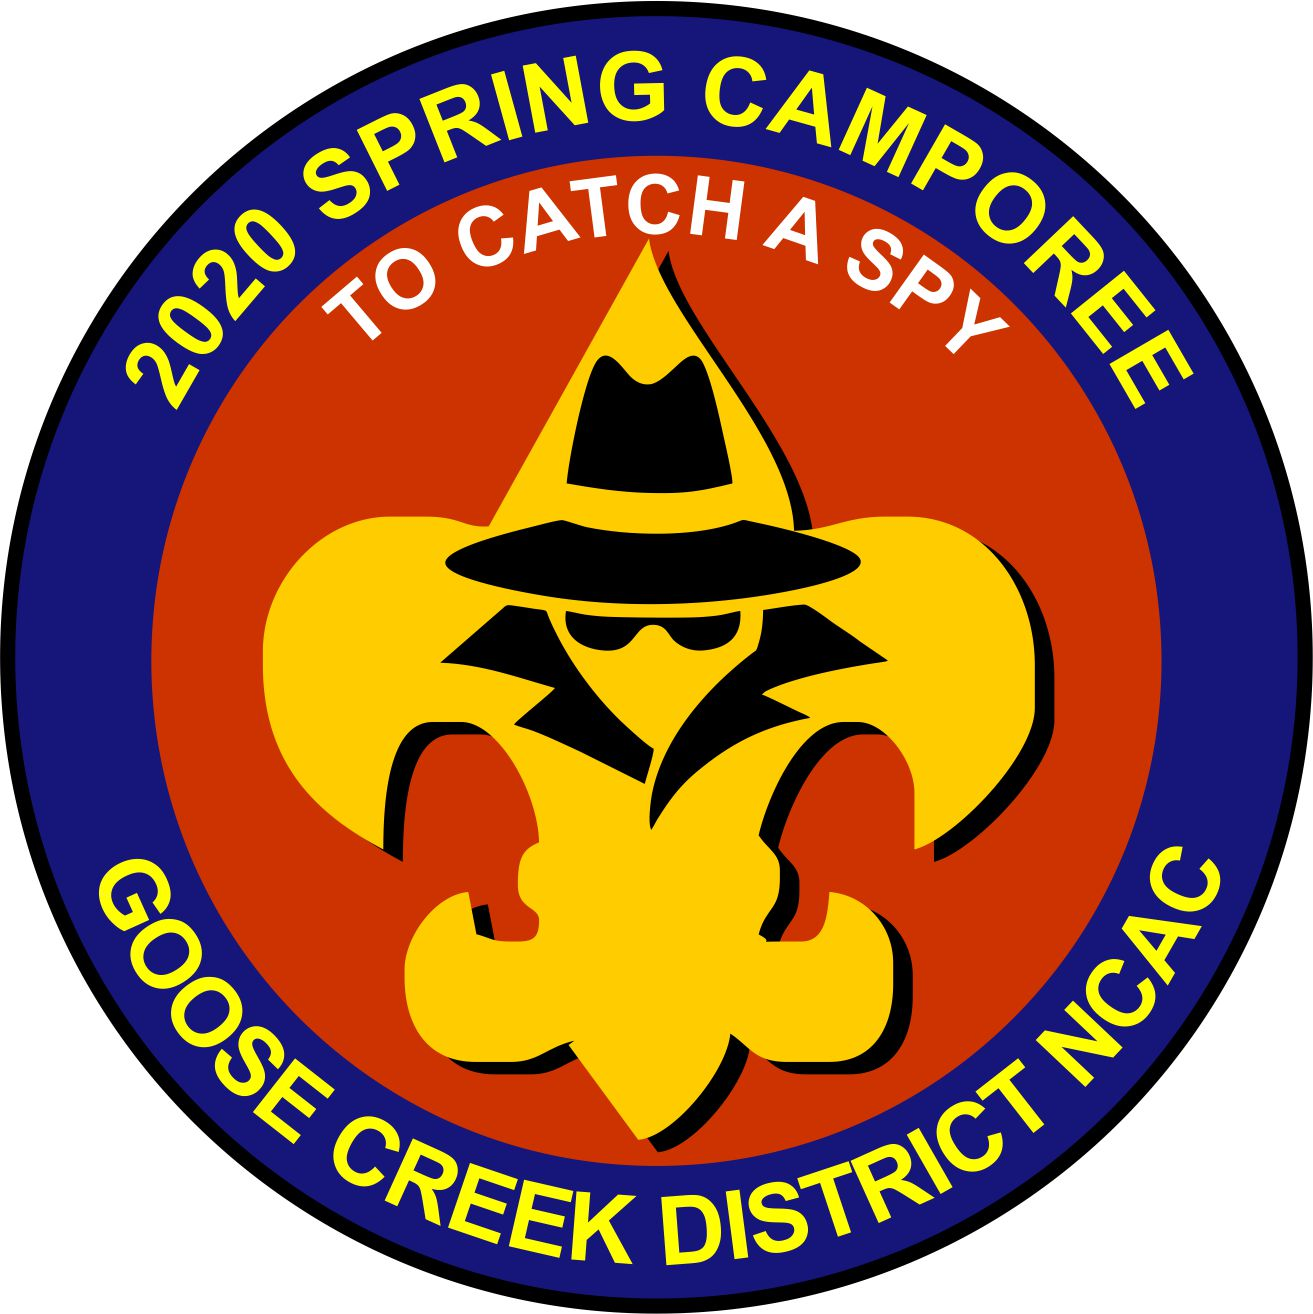 2020 SPRING CAMPOREE
TO CATCH A SPY
GOOSE CREEK DISTRICT NCAC